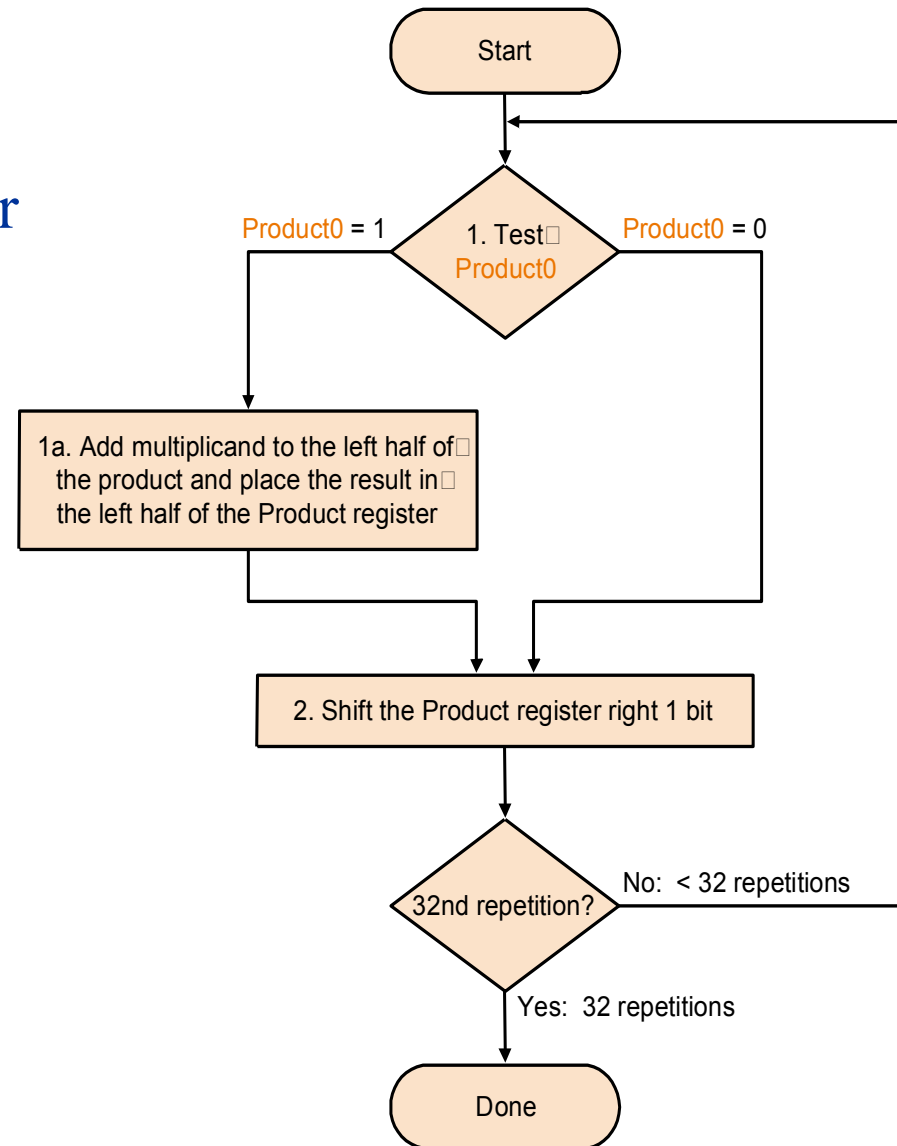 Start
r
Product0 = 1
1. Test□
Product0
Product0 = 0
1a. Add multiplicand to the left half of□
the product and place the result in□
the left half of the Product register
2. Shift the Product register right 1 bit
32nd repetition?
No:  < 32 repetitions
Yes:  32 repetitions
Done